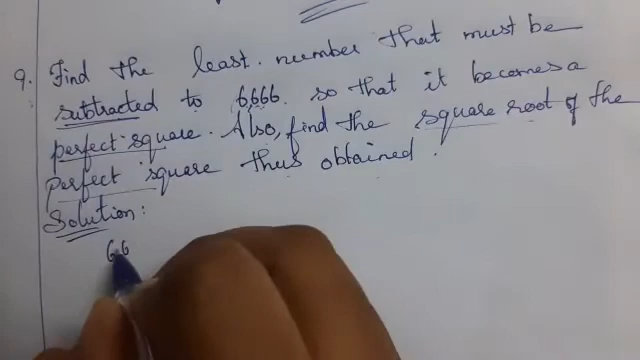 9. Find the least number that must be
subtracted to 6,666 so that it becomes a
perfect square. Also, find the square root of the
perfect square thus obtained.
Solution:
66